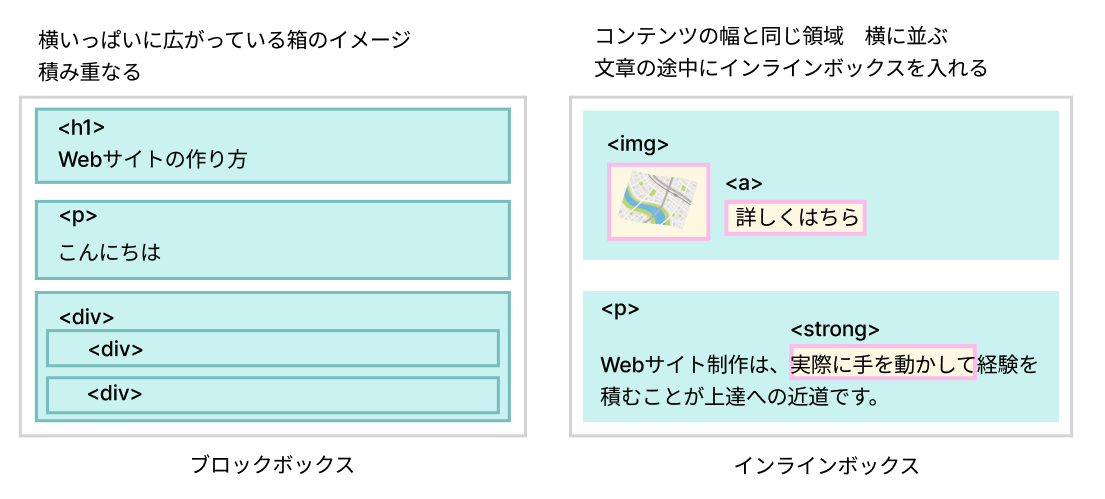 横いっぱいに広がっている箱のイメージ
積み重なる
<h1>
Webサイトの作り方
<p>
こんにちは
<div>
<div>
<div>
ブロックボックス
コンテンツの幅と同じ領域　横に並ぶ
文章の途中にインラインボックスを入れる
<img>
<a>
詳しくはちら
<p>
<strong>
Webサイト制作は、実際に手を動かして経験を
積むことが上達への近道です。
インラインボックス